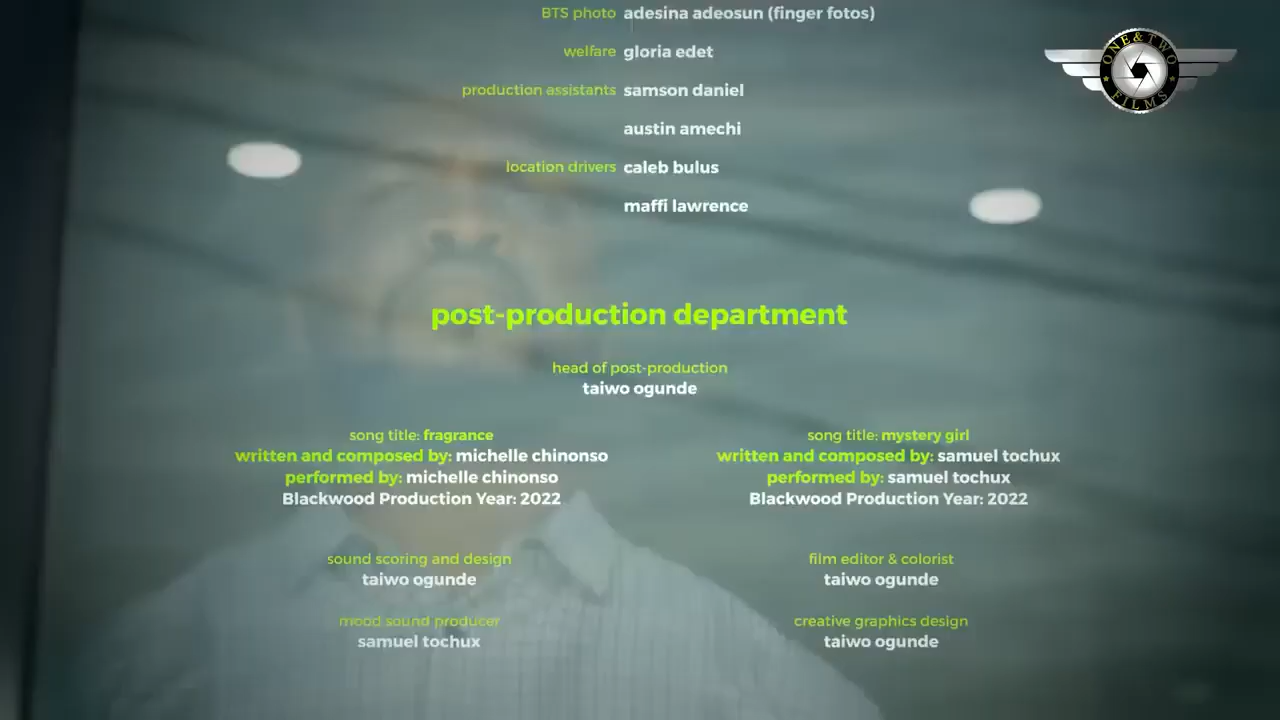 BTS photo adesina adeosun (finger fotos)
ONE & TWO
FILMS
welfare gloria edet
production assistants samson daniel
austin amechi
location drivers caleb bulus
maffi lawrence
post-production department
head of post-production
taiwo ogunde
song title: fragrance
written and composed by: michelle chinonso
performed by: michelle chinonso
Blackwood Production Year: 2022
song title: mystery girl
written and composed by: samuel tochux
performed by: samuel tochux
Blackwood Production Year: 2022
sound scoring and design
taiwo ogunde
film editor & colorist
taiwo ogunde
mood sound producer
samuel tochux
creative graphics design
taiwo ogunde